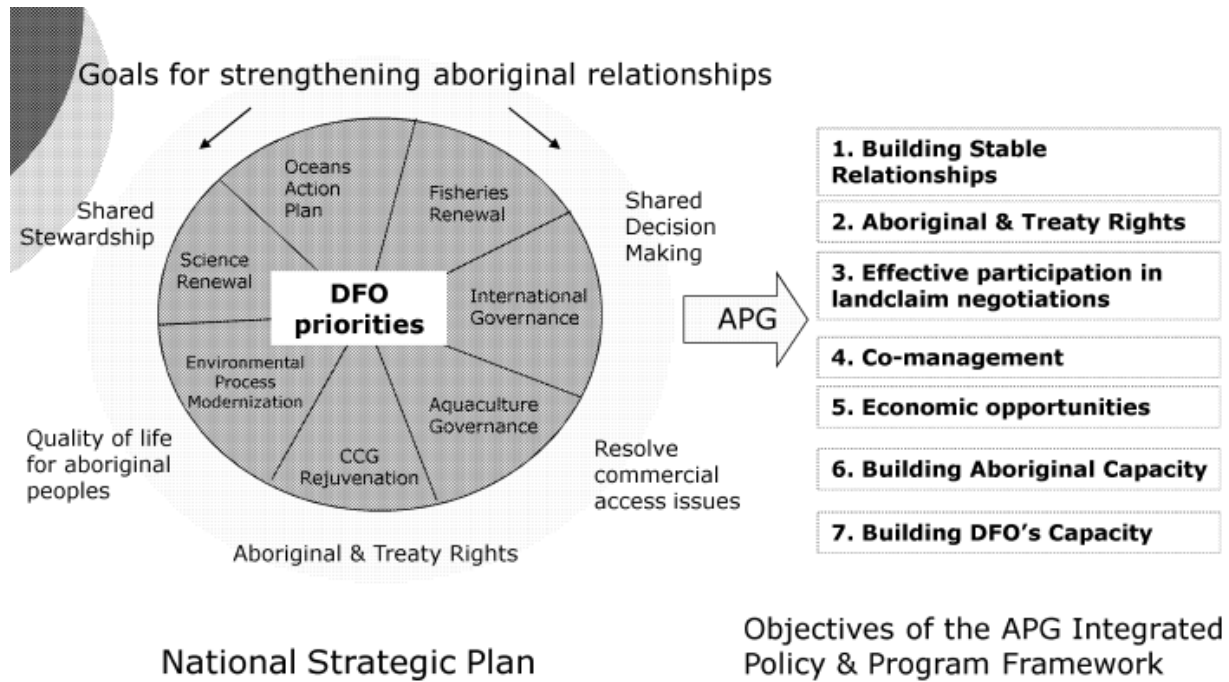 Goals for strengthening aboriginal relationships
Shared
Stewardship
Oceans
Action
Plan
Fisheries
Renewal
Shared
Decision
Making
Science
Renewal
DFO
priorities
International
Governance
Environmental
Process
Modernization
CCG
Rejuvenation
Aquaculture
Governance
Quality of life
for aboriginal
peoples
Resolve
commercial
access issues
Aboriginal & Treaty Rights
National Strategic Plan
APG
1. Building Stable
Relationships
2. Aboriginal & Treaty Rights
3. Effective participation in
landclaim negotiations
4. Co-management
5. Economic opportunities
6. Building Aboriginal Capacity
7. Building DFO’s Capacity
Objectives of the APG Integrated
Policy & Program Framework